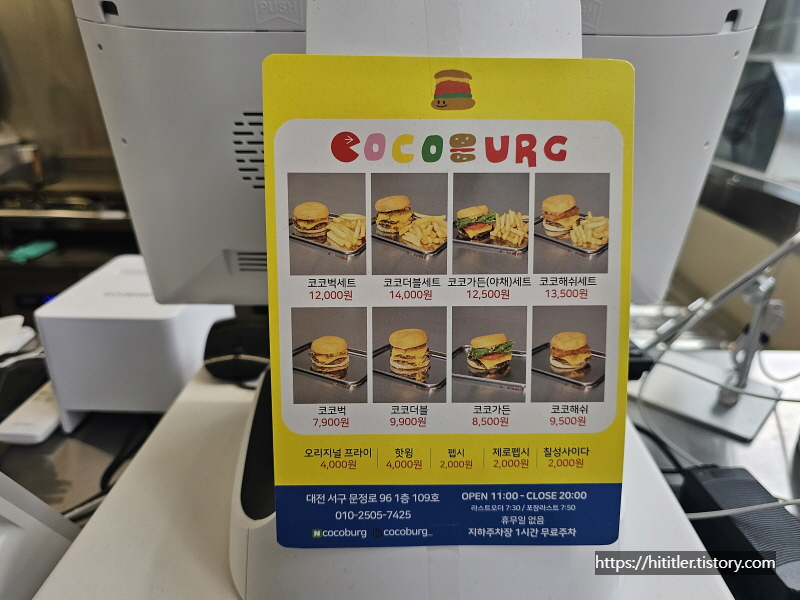 PUSH
PUSH
COCOBURG
코코벅세트 코코더블세트 코코가든(야채)세트 코코해쉬세트
12,000원 14,000원 12,500원 13,500원
코코벅 코코더블 코코가든 코코해쉬
7,900원 9,900원 8,500원 9,500원
오리지널 프라이 핫윙 펩시 제로펩시 칠성사이다
4,000원 4,000원 2,000원 2,000원 2,000원
대전 서구 문정로 96 1층 109호
010-2505-7425
N cocoburg cocoburg_
OPEN 11:00 - CLOSE 20:00
라스트오더 7:30 / 포장라스트 7:50
휴무일 없음
지하주차장 1시간 무료주차
https://hititler.tistory.com